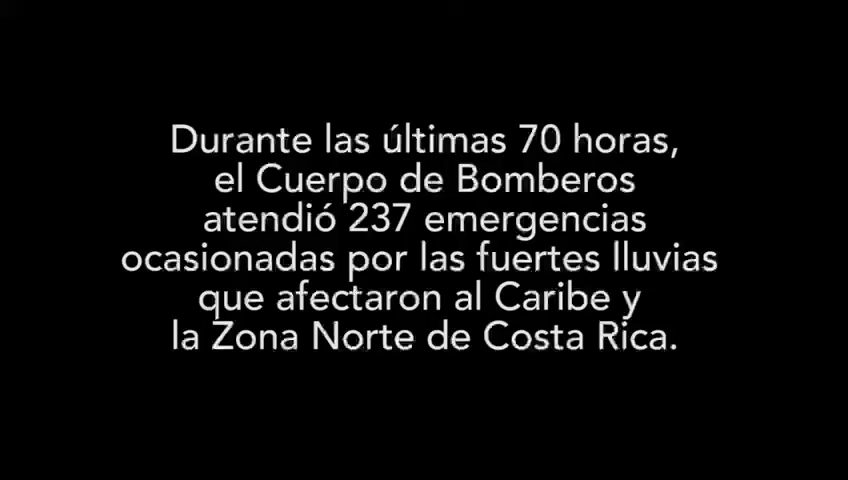 Durante las últimas 70 horas,
el Cuerpo de Bomberos
atendió 237 emergencias
ocasionadas por las fuertes lluvias
que afectaron al Caribe y
la Zona Norte de Costa Rica.